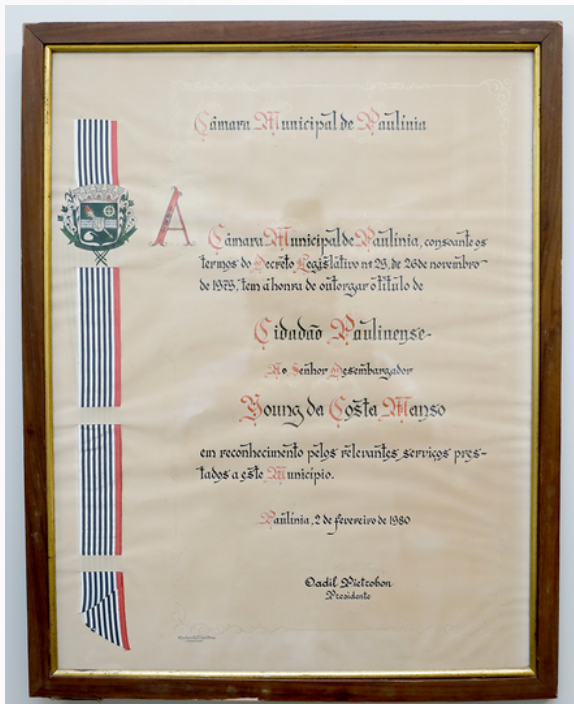 Câmara Municipal de Paulínia
A Câmara Municipal de Paulínia, consoante os
termos do Decreto Legislativo nº 29, de 26 de novembro
de 1979, tem a honra de outorgar o título de
Cidadão Paulinense
Ao Senhor Desembargador
Young da Costa Manso
em reconhecimento pelos relevantes serviços pres-
tados a este Município.
Paulínia, 2 de fevereiro de 1980
Oadil Pietrobon
Presidente